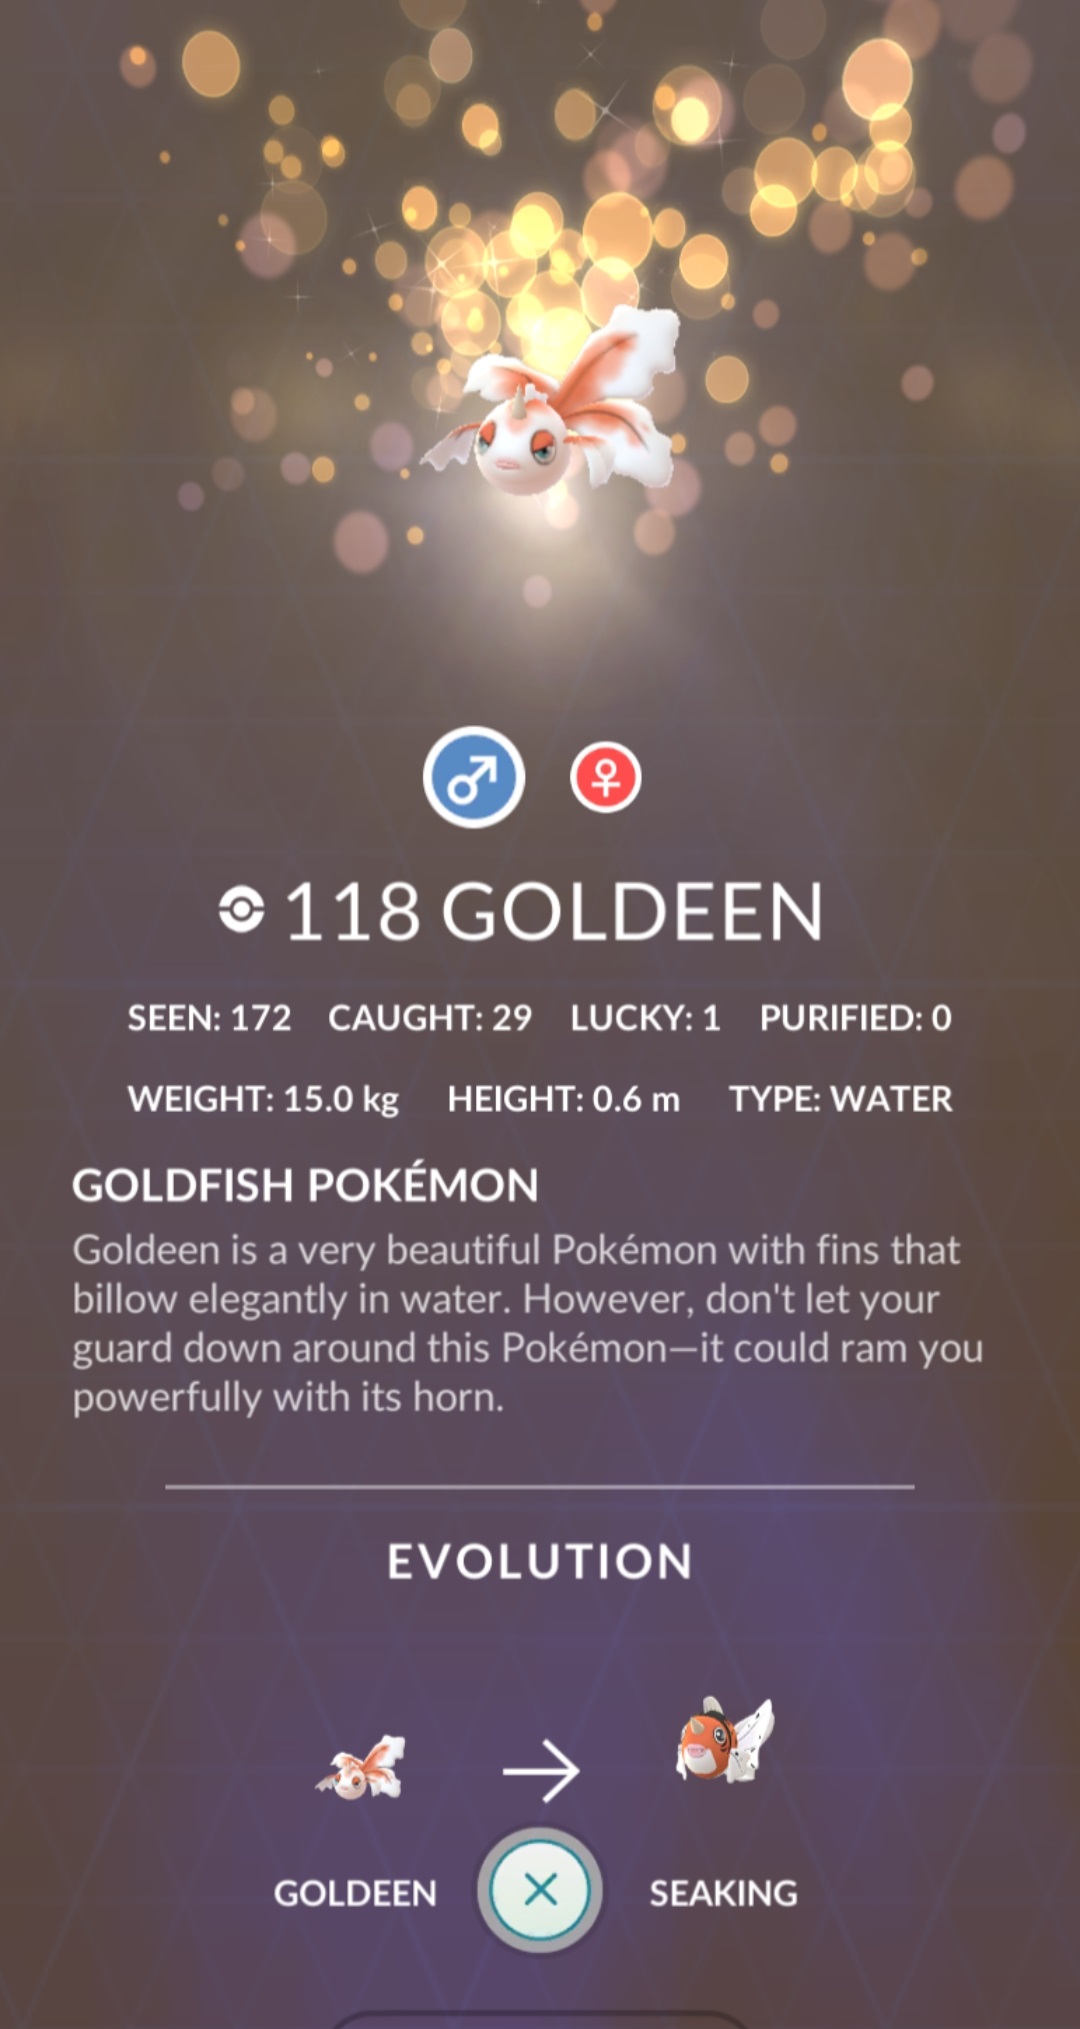 118 GOLDEEN
SEEN: 172 CAUGHT: 29 LUCKY: 1 PURIFIED: 0
WEIGHT: 15.0 kg HEIGHT: 0.6 m TYPE: WATER
GOLDFISH POKÉMON
Goldeen is a very beautiful Pokémon with fins that
billow elegantly in water. However, don't let your
guard down around this Pokémon—it could ram you
powerfully with its horn.
EVOLUTION
GOLDEEN SEAKING